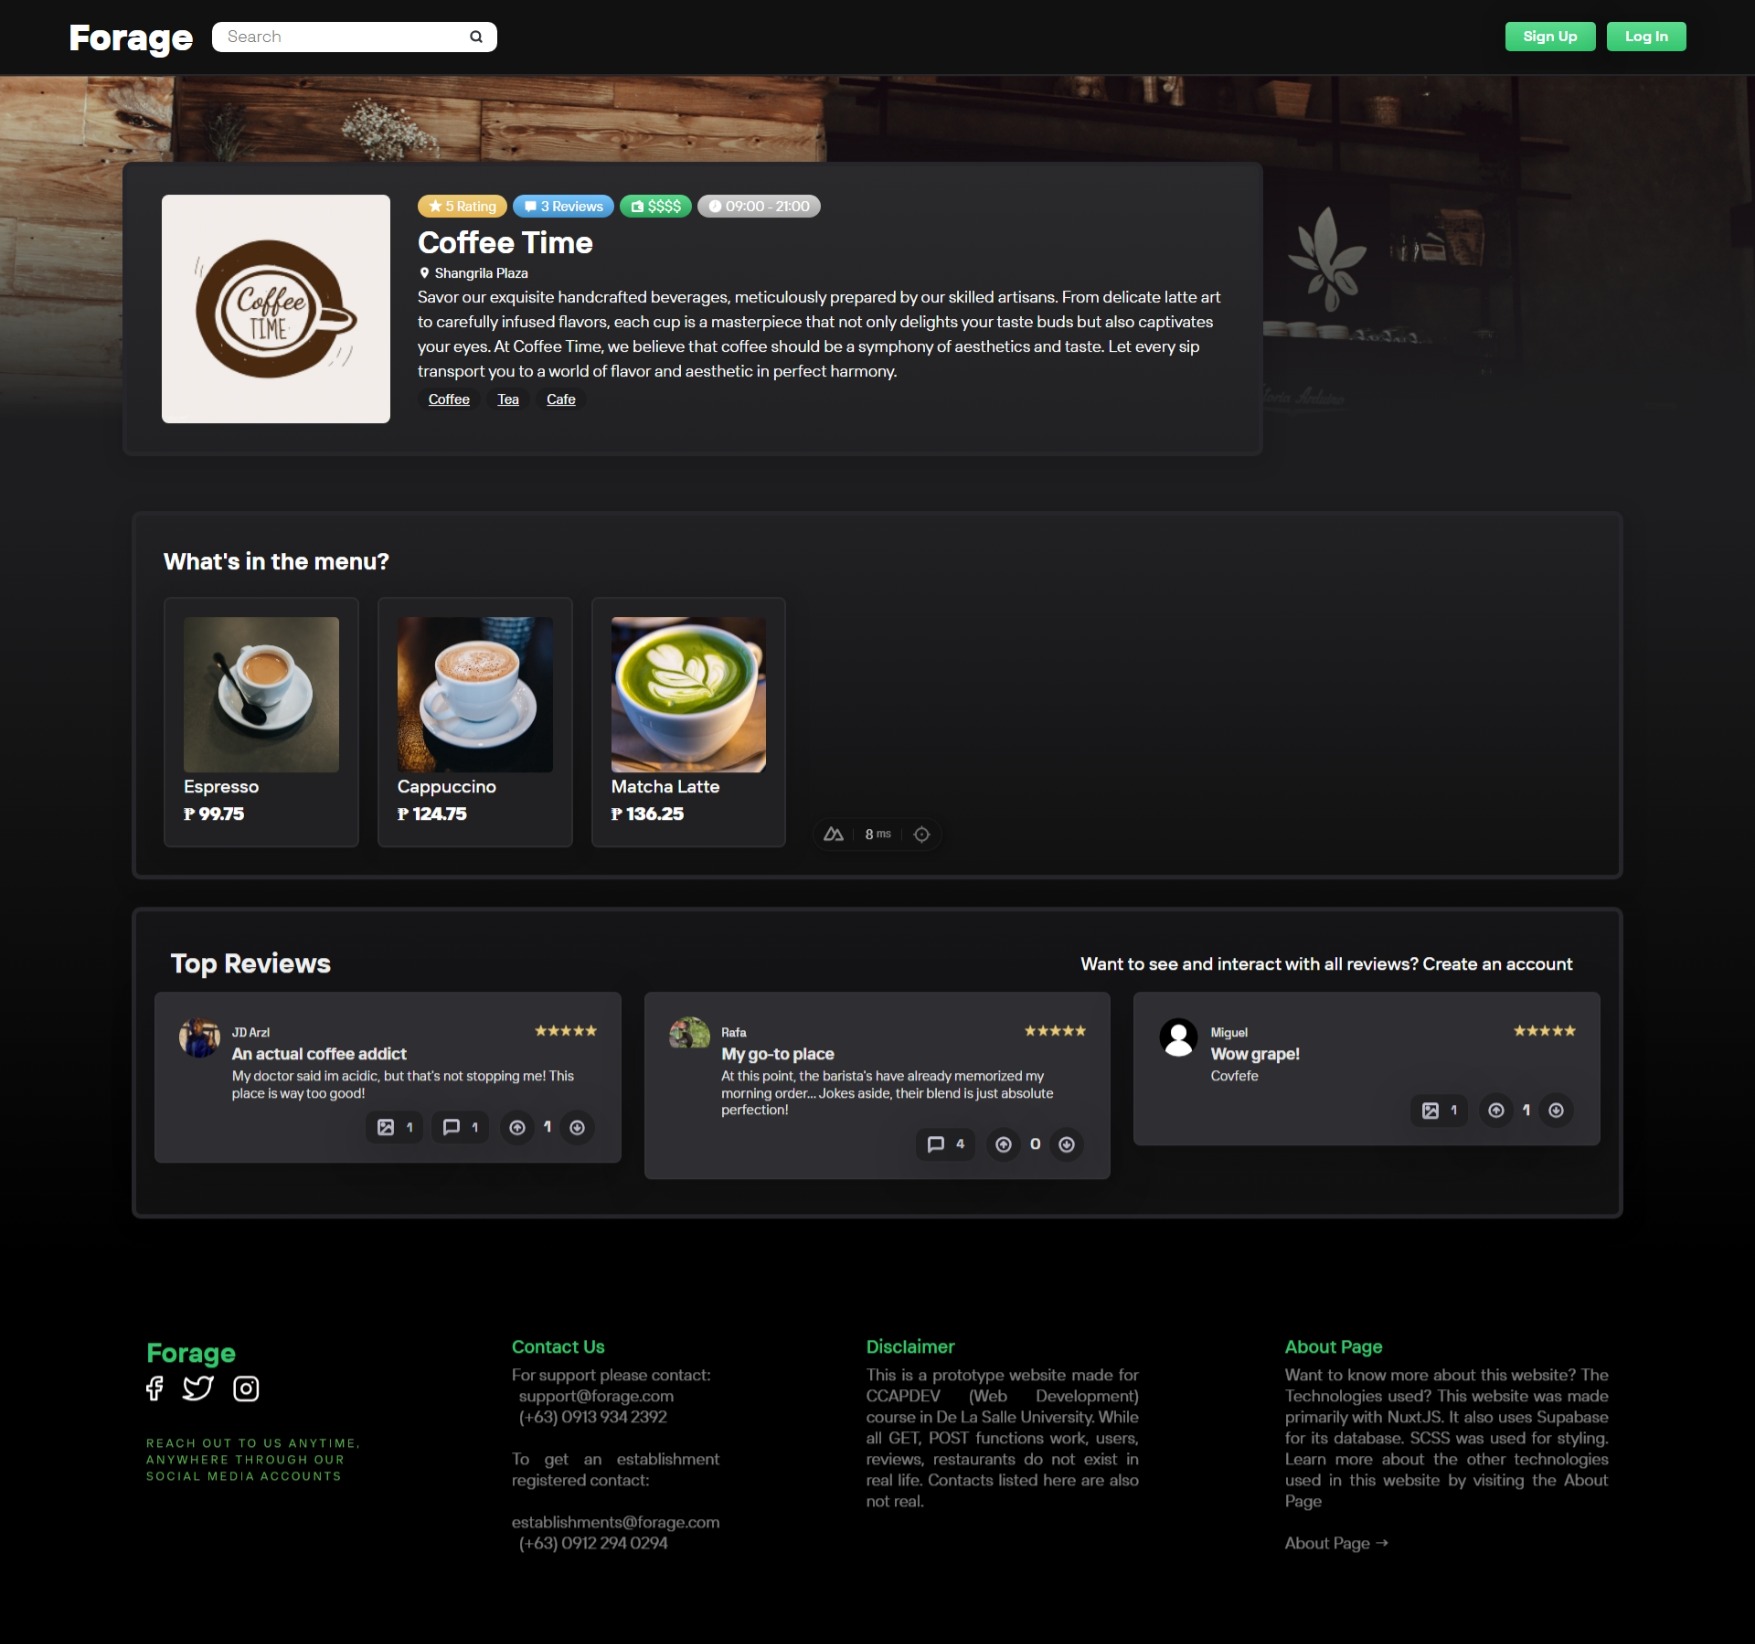 Forage
Search
Sign Up
Log In
Coffee
TIME
5 Rating
3 Reviews
$$$$
09:00 - 21:00
Coffee Time
Shangrila Plaza
Savor our exquisite handcrafted beverages, meticulously prepared by our skilled artisans. From delicate latte art
to carefully infused flavors, each cup is a masterpiece that not only delights your taste buds but also captivates
your eyes. At Coffee Time, we believe that coffee should be a symphony of aesthetics and taste. Let every sip
transport you to a world of flavor and aesthetic in perfect harmony.
Coffee
Tea
Cafe
What's in the menu?
Espresso
₱ 99.75
Cappuccino
₱ 124.75
Matcha Latte
₱ 136.25
8 ms
Top Reviews
Want to see and interact with all reviews? Create an account
JD Arzl
An actual coffee addict
My doctor said im acidic, but that's not stopping me! This
place is way too good!
1
1
1
Rafa
My go-to place
At this point, the barista's have already memorized my
morning order... Jokes aside, their blend is just absolute
perfection!
4
0
Miguel
Wow grape!
Covfefe
1
1
Forage
REACH OUT TO US ANYTIME,
ANYWHERE THROUGH OUR
SOCIAL MEDIA ACCOUNTS
Contact Us
For support please contact:
support@forage.com
(+63) 0913 934 2392
To get an establishment
registered contact:
establishments@forage.com
(+63) 0912 294 0294
Disclaimer
This is a prototype website made for
CCAPDEV (Web Development)
course in De La Salle University. While
all GET, POST functions work, users,
reviews, restaurants do not exist in
real life. Contacts listed here are also
not real.
About Page
Want to know more about this website? The
Technologies used? This website was made
primarily with NuxtJS. It also uses Supabase
for its database. SCSS was used for styling.
Learn more about the other technologies
used in this website by visiting the About
Page
About Page →